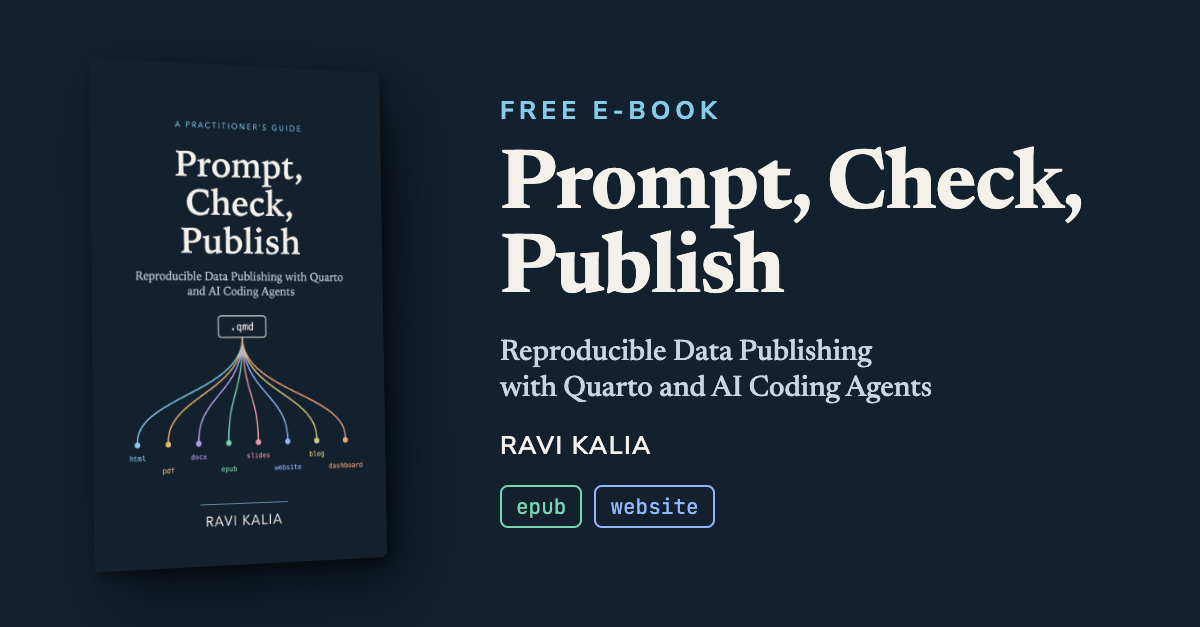 A PRACTITIONER'S GUIDE
Prompt,
Check,
Publish
Reproducible Data Publishing with Quarto
and AI Coding Agents
.qmd
html
pdf
docx
epub
slides
website
blog
dashboard
RAVI KALIA
FREE E-BOOK
Prompt, Check,
Publish
Reproducible Data Publishing
with Quarto and AI Coding Agents
RAVI KALIA
epub
website